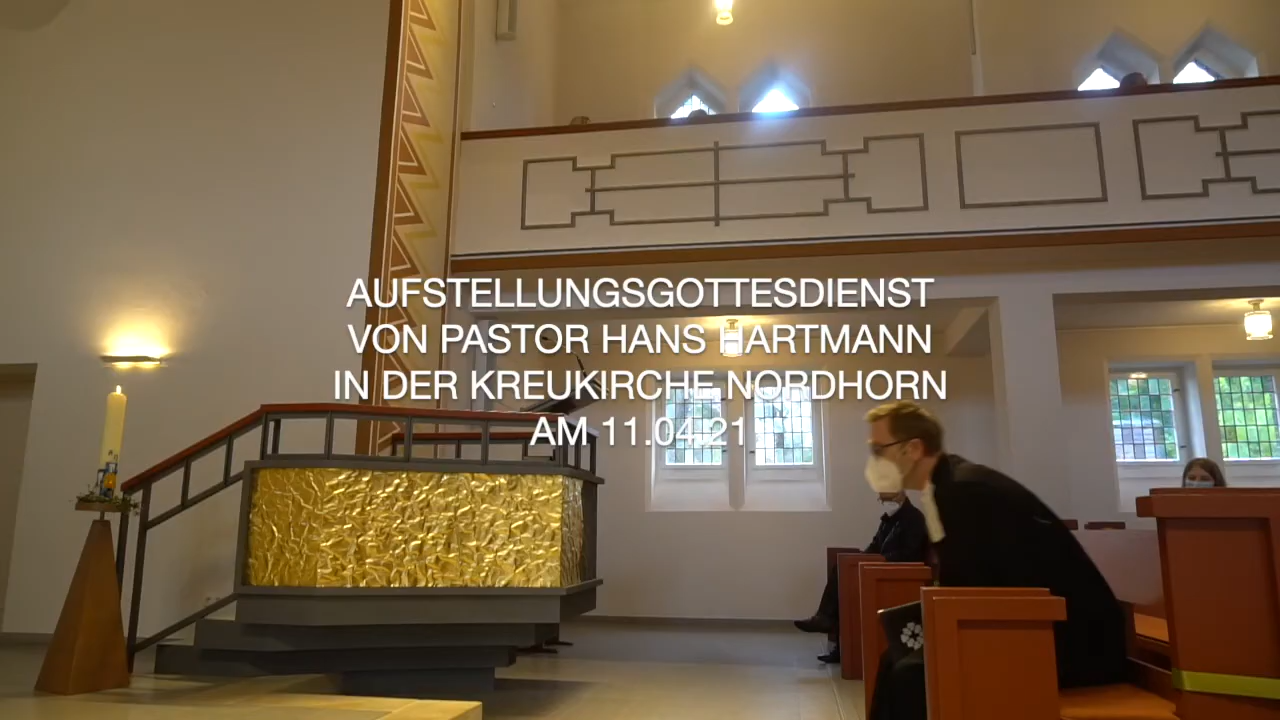 AUFSTELLUNGSGOTTESDIENST
VON PASTOR HANS HARTMANN
IN DER KREUKIRCHE NORDHORN
AM 11.04.21